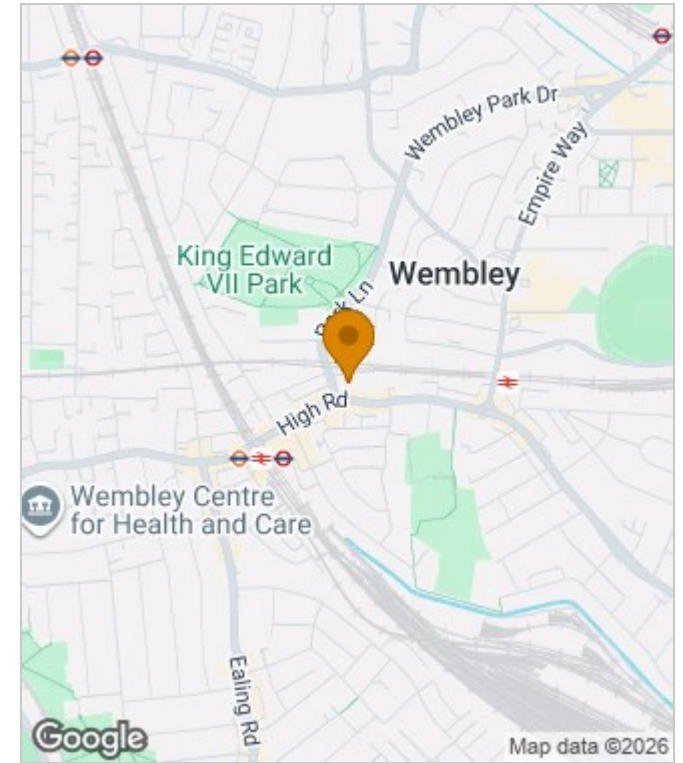 Wembley Park Dr
Empire Way
King Edward
VII Park
Wembley
Park Ln
High Rd
Wembley Centre
for Health and Care
Ealing Rd
Google
Map data ©2026